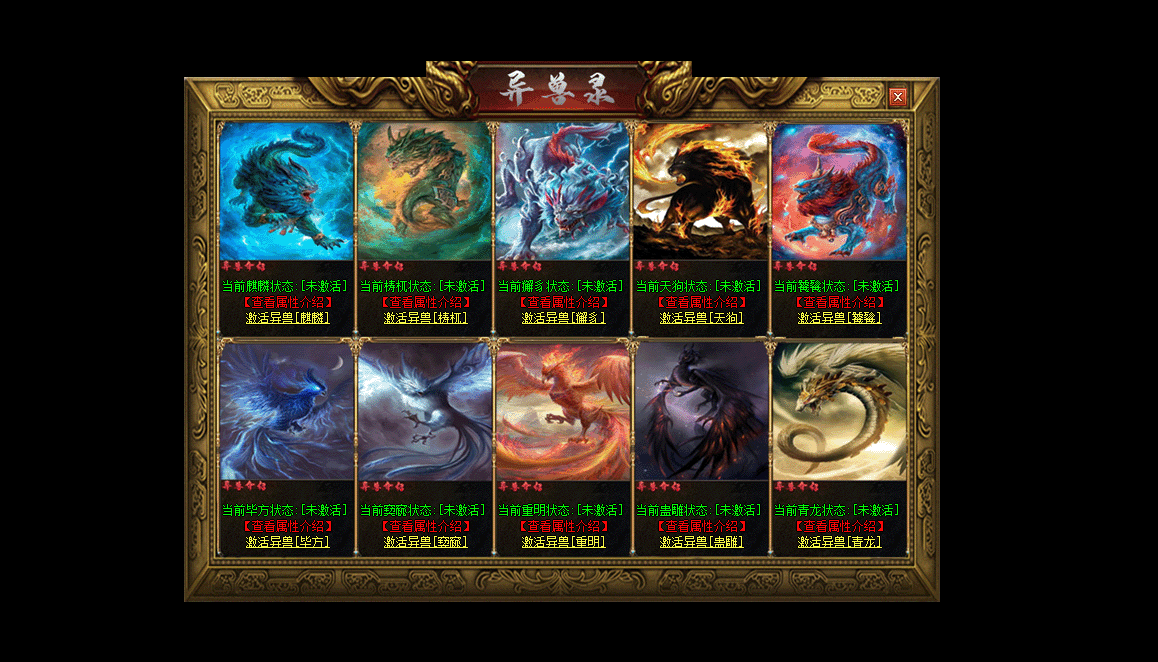 异兽录
异兽介绍
异兽介绍
异兽介绍
异兽介绍
异兽介绍
当前麒麟状态:[未激活]
当前梼杌状态:[未激活]
当前獬豸状态:[未激活]
当前天狗状态:[未激活]
当前饕餮状态:[未激活]
【查看属性介绍】
【查看属性介绍】
【查看属性介绍】
【查看属性介绍】
【查看属性介绍】
激活异兽[麒麟]
激活异兽[梼杌]
激活异兽[獬豸]
激活异兽[天狗]
激活异兽[饕餮]
异兽介绍
异兽介绍
异兽介绍
异兽介绍
异兽介绍
当前毕方状态:[未激活]
当前窫窳状态:[未激活]
当前重明状态:[未激活]
当前蛊雕状态:[未激活]
当前青龙状态:[未激活]
【查看属性介绍】
【查看属性介绍】
【查看属性介绍】
【查看属性介绍】
【查看属性介绍】
激活异兽[毕方]
激活异兽[窫窳]
激活异兽[重明]
激活异兽[蛊雕]
激活异兽[青龙]